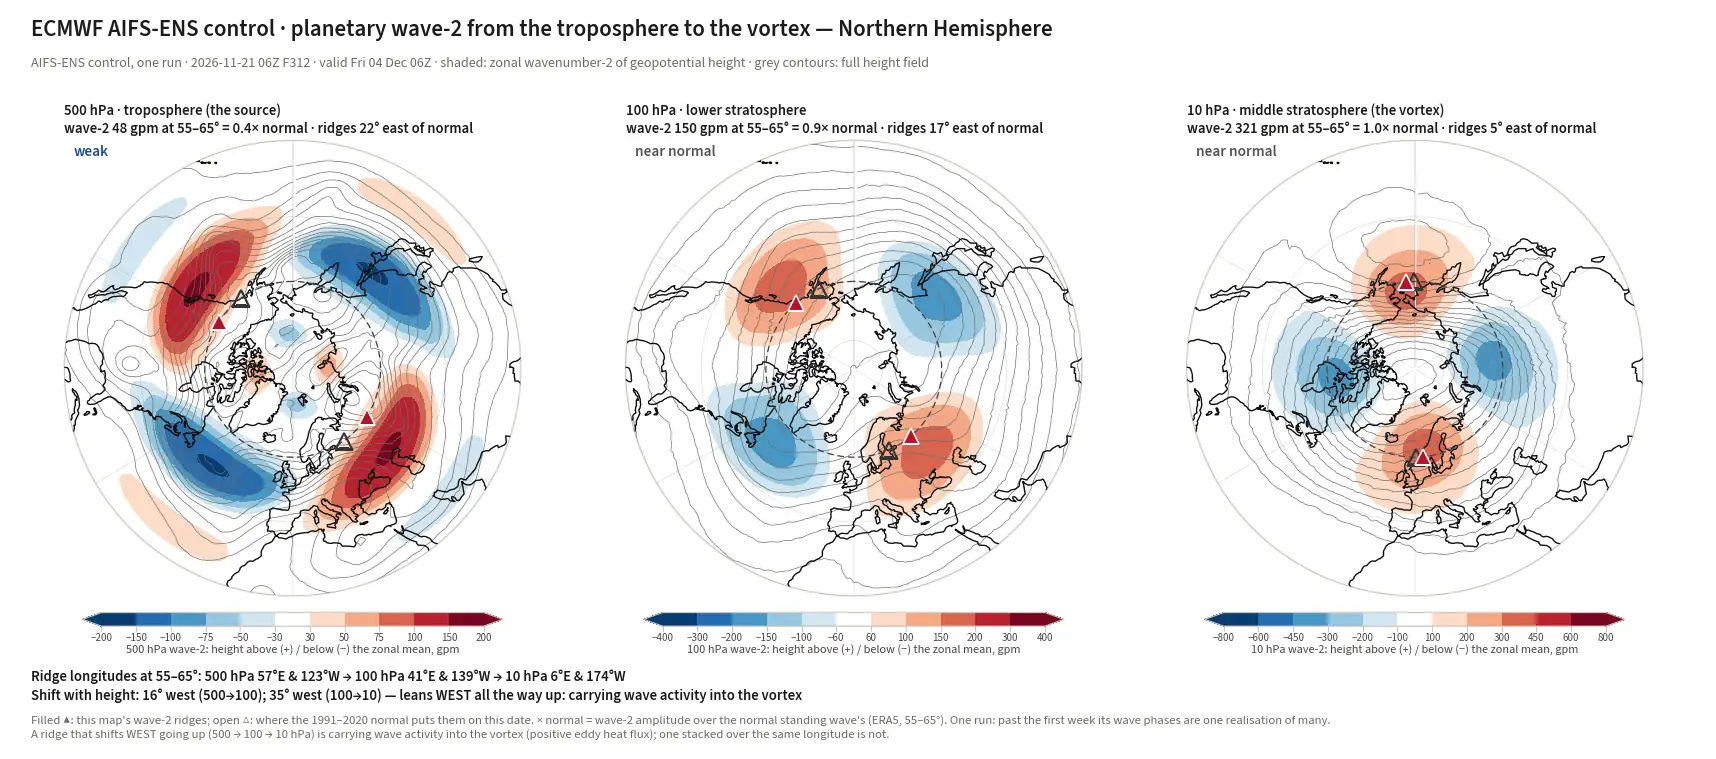 ECMWF AIFS-ENS control · planetary wave-2 from the troposphere to the vortex — Northern Hemisphere
AIFS-ENS control, one run · 2026-11-21 06Z F312 · valid Fri 04 Dec 06Z · shaded: zonal wavenumber-2 of geopotential height · grey contours: full height field
500 hPa · troposphere (the source)
wave-2 48 gpm at 55–65° = 0.4× normal · ridges 22° east of normal
weak
100 hPa · lower stratosphere
wave-2 150 gpm at 55–65° = 0.9× normal · ridges 17° east of normal
near normal
10 hPa · middle stratosphere (the vortex)
wave-2 321 gpm at 55–65° = 1.0× normal · ridges 5° east of normal
near normal
−200 −150 −100 −75 −50 −30 30 50 75 100 150 200
500 hPa wave-2: height above (+) / below (−) the zonal mean, gpm
−400 −300 −200 −150 −100 −60 60 100 150 200 300 400
100 hPa wave-2: height above (+) / below (−) the zonal mean, gpm
−800 −600 −450 −300 −200 −100 100 200 300 450 600 800
10 hPa wave-2: height above (+) / below (−) the zonal mean, gpm
Ridge longitudes at 55–65°: 500 hPa 57°E & 123°W → 100 hPa 41°E & 139°W → 10 hPa 6°E & 174°W
Shift with height: 16° west (500→100); 35° west (100→10) — leans WEST all the way up: carrying wave activity into the vortex
Filled ▲: this map's wave-2 ridges; open △: where the 1991–2020 normal puts them on this date. × normal = wave-2 amplitude over the normal standing wave's (ERA5, 55–65°). One run: past the first week its wave phases are one realisation of many.
A ridge that shifts WEST going up (500 → 100 → 10 hPa) is carrying wave activity into the vortex (positive eddy heat flux); one stacked over the same longitude is not.